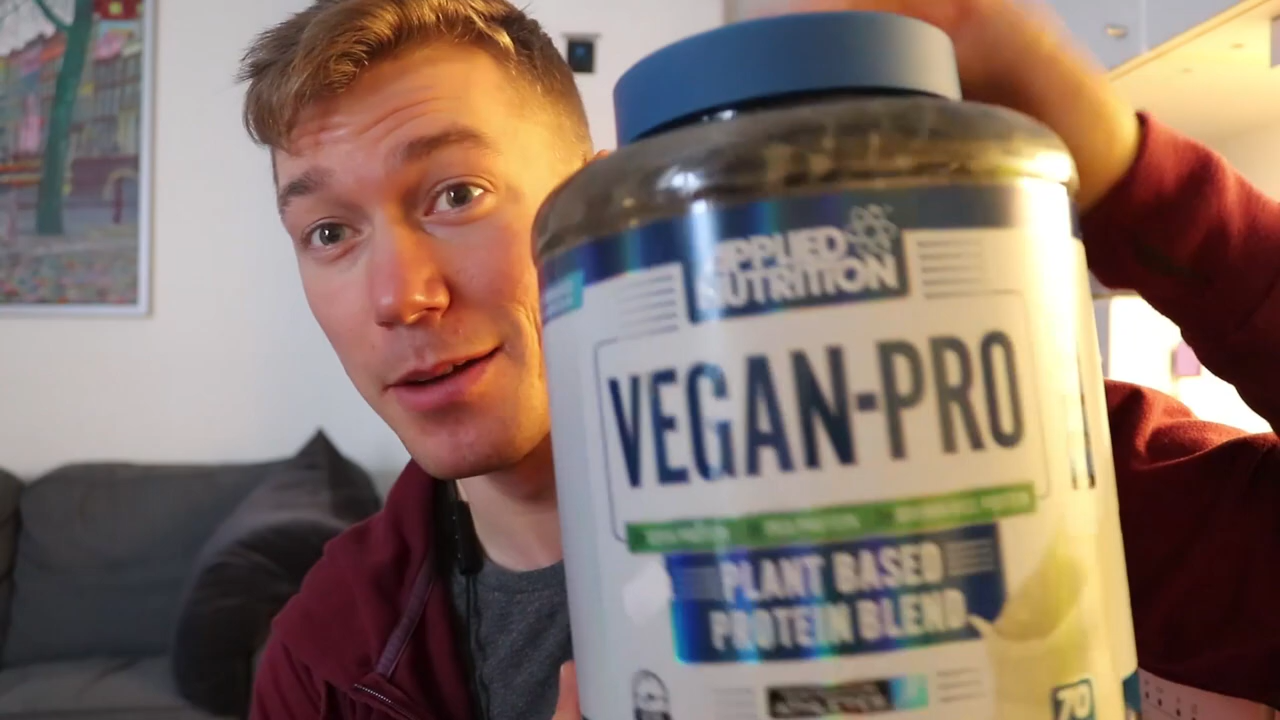 APPLIED
NUTRITION
VEGAN-PRO
PLANT BASED
PROTEIN BLEND
70